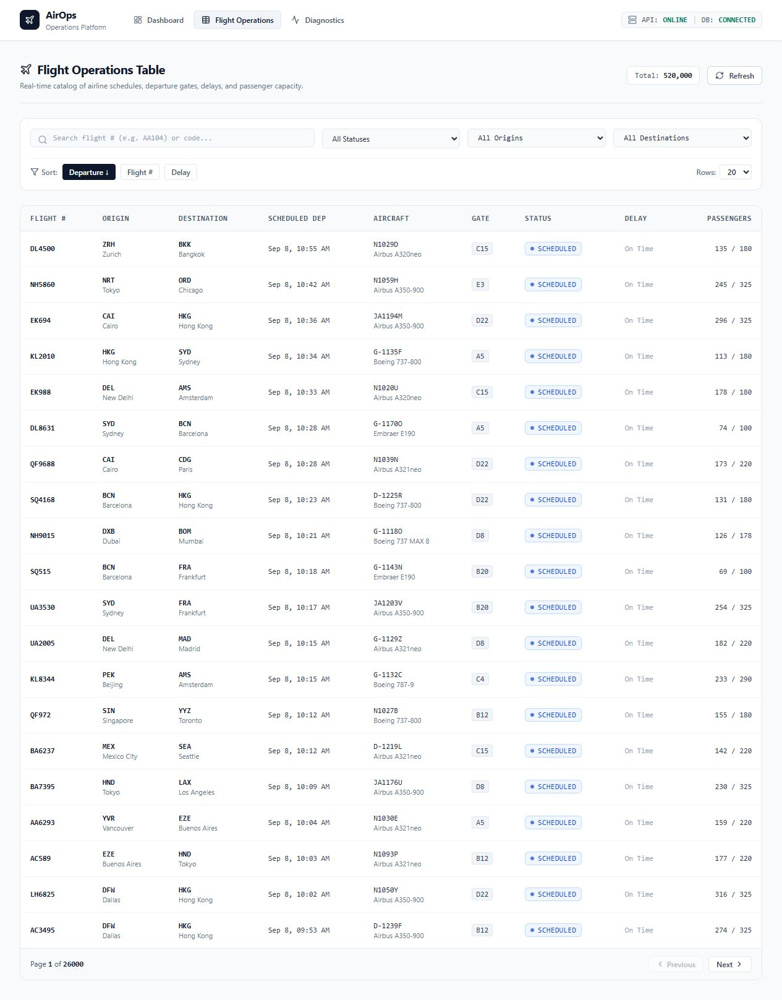 AirOps
Operations Platform
Dashboard
Flight Operations
Diagnostics
API: ONLINE | DB: CONNECTED
Flight Operations Table
Real-time catalog of airline schedules, departure gates, delays, and passenger capacity.
Total: 520,000
Refresh
Search flight # (e.g. AA104) or code...
All Statuses
All Origins
All Destinations
Sort: Departure ↓ Flight # Delay
Rows: 20
FLIGHT # ORIGIN DESTINATION SCHEDULED DEP AIRCRAFT GATE STATUS DELAY PASSENGERS
DL4500 ZRH BKK Sep 8, 10:55 AM N1029D C15 SCHEDULED On Time 135 / 180
Zurich Bangkok Airbus A320neo
NH5860 NRT ORD Sep 8, 10:42 AM N1059H E3 SCHEDULED On Time 245 / 325
Tokyo Chicago Airbus A350-900
EK694 CAI HKG Sep 8, 10:36 AM JA1194M D22 SCHEDULED On Time 296 / 325
Cairo Hong Kong Airbus A350-900
KL2010 HKG SYD Sep 8, 10:34 AM G-1135F A5 SCHEDULED On Time 113 / 180
Hong Kong Sydney Boeing 737-800
EK988 DEL AMS Sep 8, 10:33 AM N1020U C15 SCHEDULED On Time 178 / 180
New Delhi Amsterdam Airbus A320neo
DL8631 SYD BCN Sep 8, 10:28 AM G-1170O A5 SCHEDULED On Time 74 / 100
Sydney Barcelona Embraer E190
QF9688 CAI CDG Sep 8, 10:28 AM N1039N D22 SCHEDULED On Time 173 / 220
Cairo Paris Airbus A321neo
SQ4168 BCN HKG Sep 8, 10:23 AM D-1225R D22 SCHEDULED On Time 131 / 180
Barcelona Hong Kong Boeing 737-800
NH9015 DXB BOM Sep 8, 10:21 AM G-1118O D8 SCHEDULED On Time 126 / 178
Dubai Mumbai Boeing 737 MAX 8
SQ515 BCN FRA Sep 8, 10:18 AM G-1143N B20 SCHEDULED On Time 69 / 100
Barcelona Frankfurt Embraer E190
UA3530 SYD FRA Sep 8, 10:17 AM JA1203V B20 SCHEDULED On Time 254 / 325
Sydney Frankfurt Airbus A350-900
UA2005 DEL MAD Sep 8, 10:15 AM G-1129Z D8 SCHEDULED On Time 182 / 220
New Delhi Madrid Airbus A321neo
KL8344 PEK AMS Sep 8, 10:15 AM G-1132C C4 SCHEDULED On Time 233 / 290
Beijing Amsterdam Boeing 787-9
QF972 SIN YYZ Sep 8, 10:12 AM N1027B B12 SCHEDULED On Time 155 / 180
Singapore Toronto Boeing 737-800
BA6237 MEX SEA Sep 8, 10:12 AM D-1219L C15 SCHEDULED On Time 142 / 220
Mexico City Seattle Airbus A321neo
BA7395 HND LAX Sep 8, 10:09 AM JA1176U D8 SCHEDULED On Time 230 / 325
Tokyo Los Angeles Airbus A350-900
AA6293 YVR EZE Sep 8, 10:04 AM N1030E A5 SCHEDULED On Time 159 / 220
Vancouver Buenos Aires Airbus A321neo
AC589 EZE HND Sep 8, 10:03 AM N1093P B12 SCHEDULED On Time 177 / 220
Buenos Aires Tokyo Airbus A321neo
LH6825 DFW HKG Sep 8, 10:02 AM N1050Y D22 SCHEDULED On Time 316 / 325
Dallas Hong Kong Airbus A350-900
AC3495 DFW HKG Sep 8, 09:53 AM D-1239F B12 SCHEDULED On Time 274 / 325
Dallas Hong Kong Airbus A350-900
Page 1 of 26000
Previous
Next